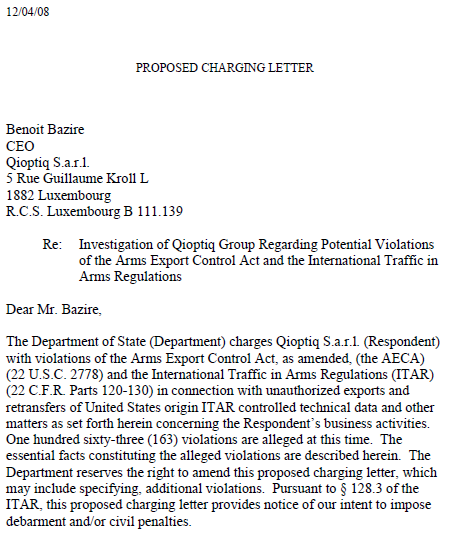 12/04/08
PROPOSED CHARGING LETTER
Benoit Bazire
CEO
Qioptiq S.a.r.l.
5 Rue Guillaume Kroll L
1882 Luxembourg
R.C.S. Luxembourg B 111.139
Re: Investigation of Qioptiq Group Regarding Potential Violations
of the Arms Export Control Act and the International Traffic in
Arms Regulations
Dear Mr. Bazire,
The Department of State (Department) charges Qioptiq S.a.r.l. (Respondent)
with violations of the Arms Export Control Act, as amended, (the AECA)
(22 U.S.C. 2778) and the International Traffic in Arms Regulations (ITAR)
(22 C.F.R. Parts 120-130) in connection with unauthorized exports and
retransfers of United States origin ITAR controlled technical data and other
matters as set forth herein concerning the Respondent's business activities.
One hundred sixty-three (163) violations are alleged at this time.  The
essential facts constituting the alleged violations are described herein.  The
Department reserves the right to amend this proposed charging letter, which
may include specifying, additional violations.  Pursuant to § 128.3 of the
ITAR, this proposed charging letter provides notice of our intent to impose
debarment and/or civil penalties.